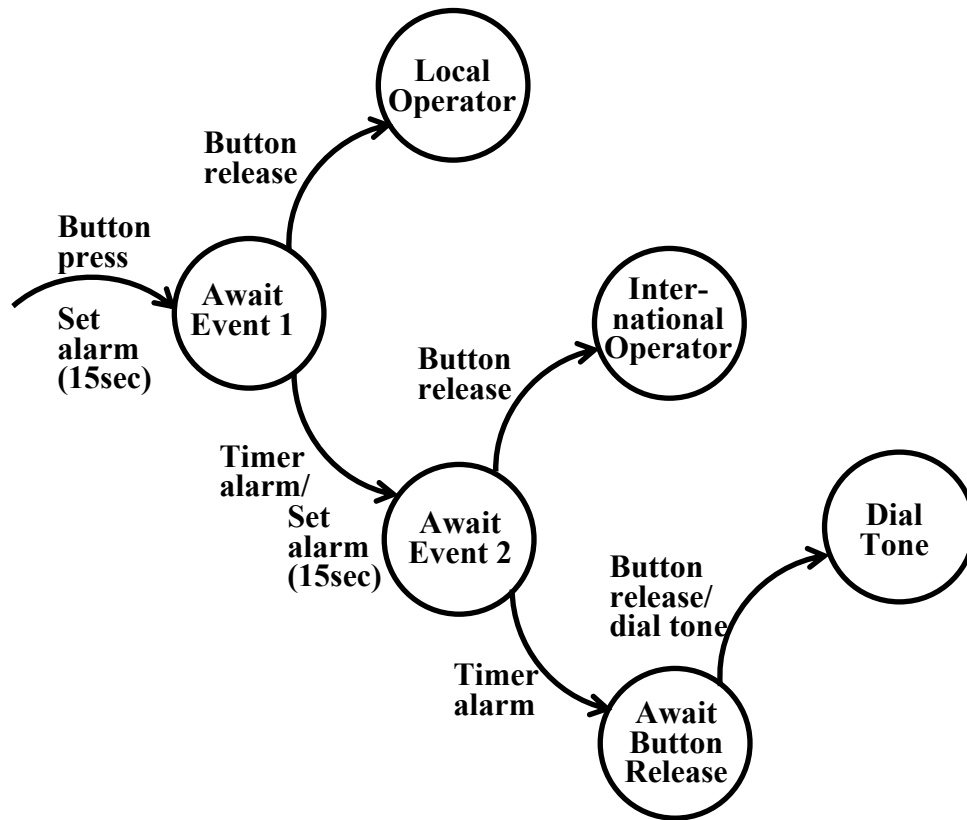 Local
Operator
Button
release
Button
press
Set
alarm
(15sec)
Await
Event 1
Inter-
national
Operator
Button
release
Timer
alarm/
Set
alarm
(15sec)
Await
Event 2
Dial
Tone
Button
release/
dial tone
Timer
alarm
Await
Button
Release